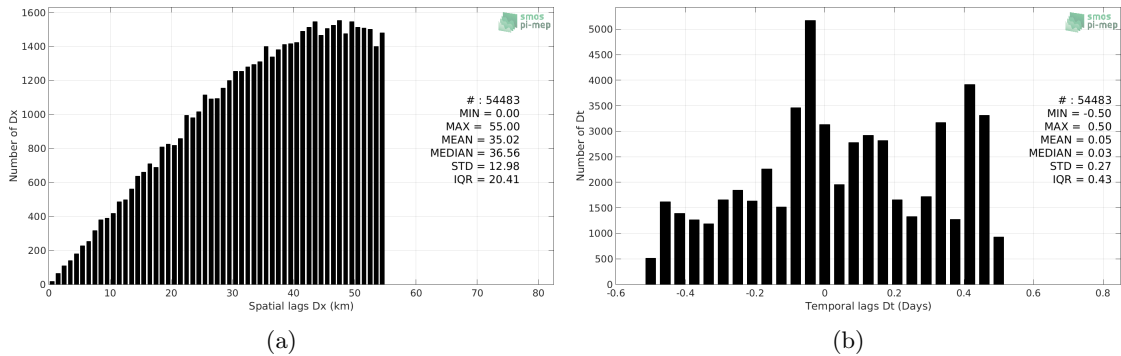 1600
1400
1200
1000
800
600
400
200
0
Number of Dx
0 10 20 30 40 50 60 70 80
Spatial lags Dx (km)
smos
pi-mep
# : 54483
MIN = 0.00
MAX = 55.00
MEAN = 35.02
MEDIAN = 36.56
STD = 12.98
IQR = 20.41
(a)
5000
4500
4000
3500
3000
2500
2000
1500
1000
500
0
Number of Dt
-0.6 -0.4 -0.2 0 0.2 0.4 0.6 0.8
Temporal lags Dt (Days)
smos
pi-mep
# : 54483
MIN = -0.50
MAX = 0.50
MEAN = 0.05
MEDIAN = 0.03
STD = 0.27
IQR = 0.43
(b)